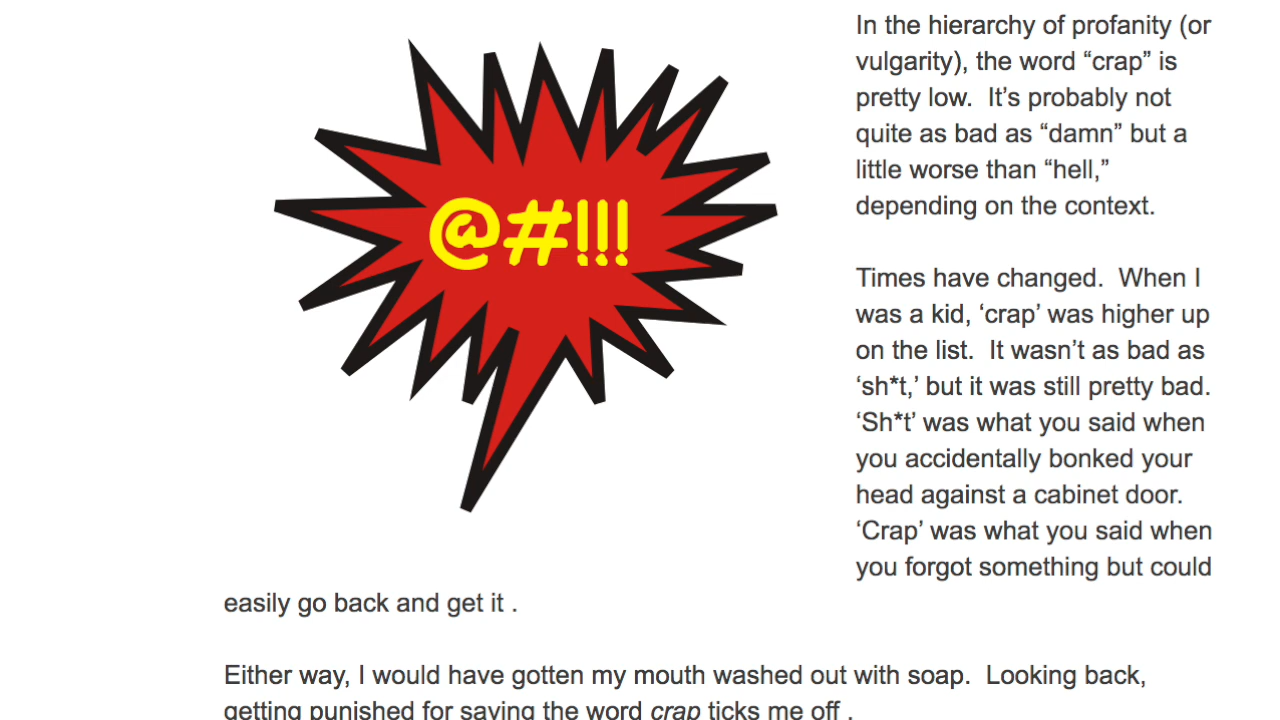 @#!!!
In the hierarchy of profanity (or
vulgarity), the word “crap” is
pretty low.  It’s probably not
quite as bad as “damn” but a
little worse than “hell,”
depending on the context.
Times have changed.  When I
was a kid, ‘crap’ was higher up
on the list.  It wasn’t as bad as
‘sh*t,’ but it was still pretty bad.
‘Sh*t’ was what you said when
you accidentally bonked your
head against a cabinet door.
‘Crap’ was what you said when
you forgot something but could
easily go back and get it .
Either way, I would have gotten my mouth washed out with soap.  Looking back,
getting punished for saying the word crap ticks me off .